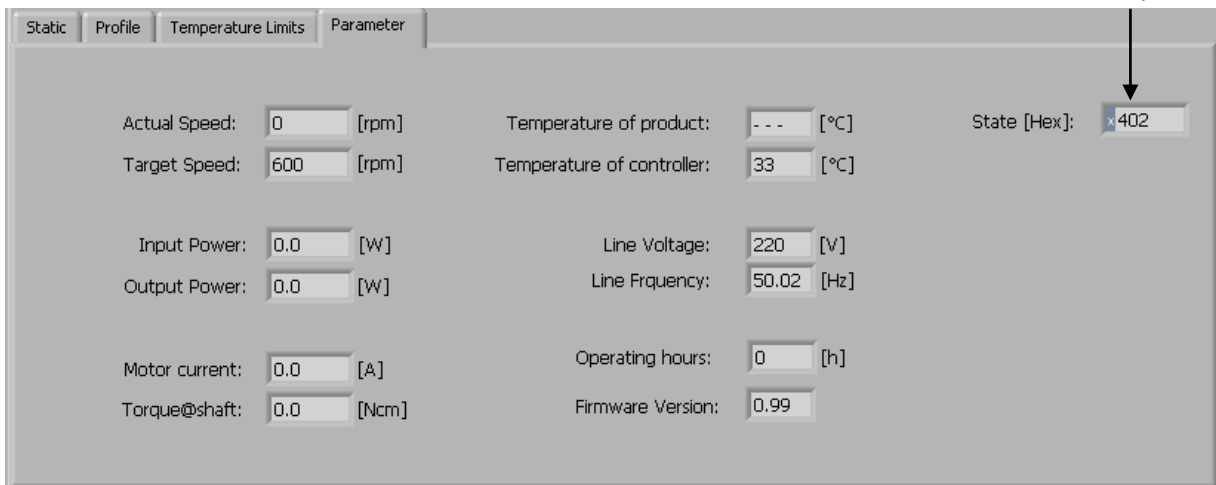 Static Profile Temperature Limits Parameter
Actual Speed: 0 [rpm] Temperature of product: --- [°C] State [Hex]: x402
Target Speed: 600 [rpm] Temperature of controller: 33 [°C]
Input Power: 0.0 [W] Line Voltage: 220 [V]
Output Power: 0.0 [W] Line Frquency: 50.02 [Hz]
Motor current: 0.0 [A] Operating hours: 0 [h]
Torque@shaft: 0.0 [Ncm] Firmware Version: 0.99